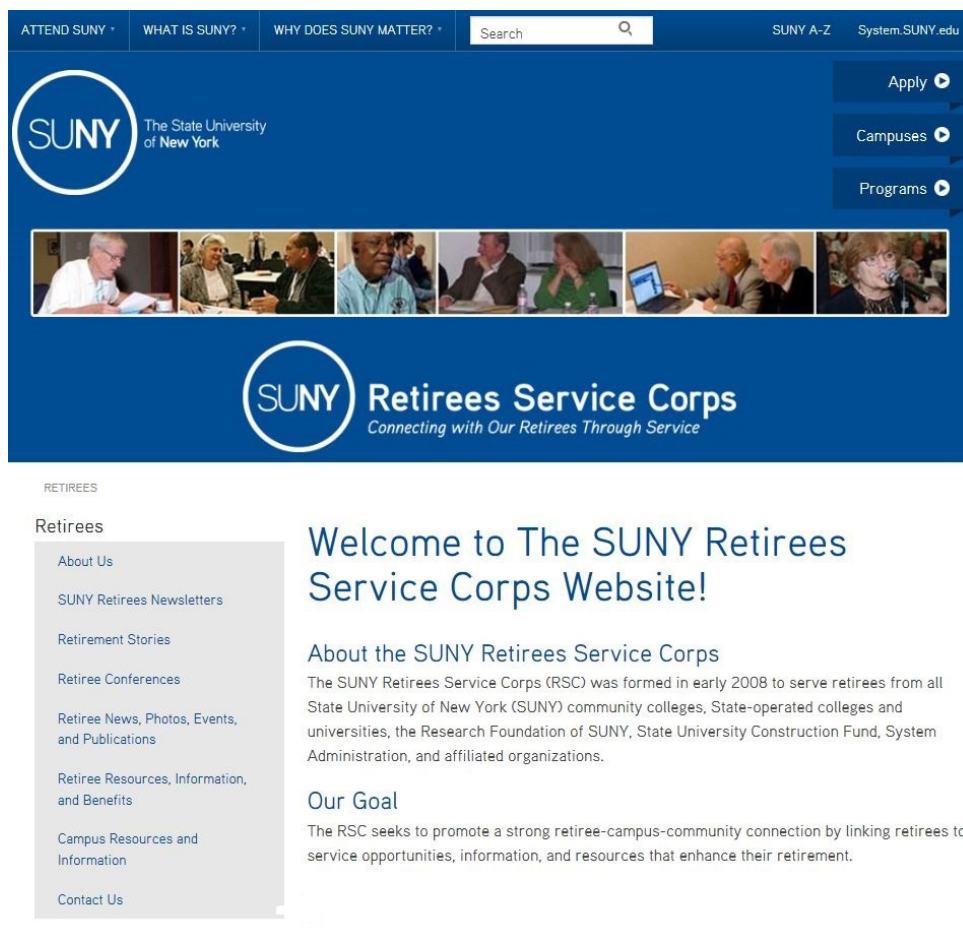 ATTEND SUNY
WHAT IS SUNY?
WHY DOES SUNY MATTER?
Search
SUNY A-Z
System.SUNY.edu
Apply
Campuses
Programs
SUNY
The State University
of New York
SUNY
Retirees Service Corps
Connecting with Our Retirees Through Service
RETIREES
Retirees
About Us
SUNY Retirees Newsletters
Retirement Stories
Retiree Conferences
Retiree News, Photos, Events,
and Publications
Retiree Resources, Information,
and Benefits
Campus Resources and
Information
Contact Us
Welcome to The SUNY Retirees
Service Corps Website!
About the SUNY Retirees Service Corps
The SUNY Retirees Service Corps (RSC) was formed in early 2008 to serve retirees from all
State University of New York (SUNY) community colleges, State-operated colleges and
universities, the Research Foundation of SUNY, State University Construction Fund, System
Administration, and affiliated organizations.
Our Goal
The RSC seeks to promote a strong retiree-campus-community connection by linking retirees to
service opportunities, information, and resources that enhance their retirement.